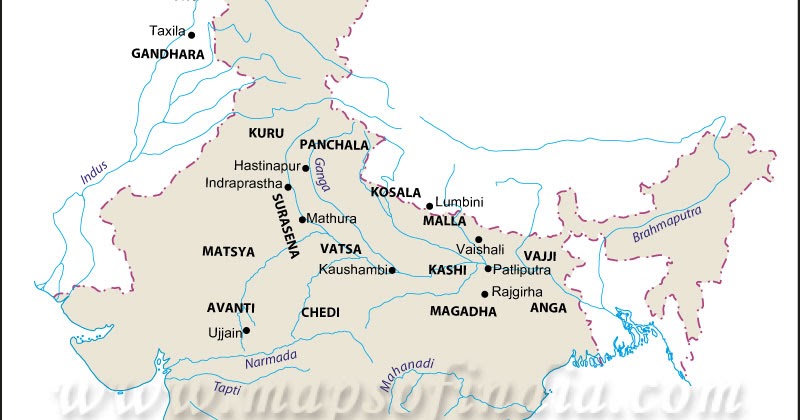 Taxila
GANDHARA
KURU
PANCHALA
Hastinapur
Ganga
Indus
Indraprastha
KOSALA
Lumbini
SURASENA
Mathura
MALLA
Brahmaputra
MATSYA
VATSA
Vaishali
VAJJI
Kaushambi
KASHI
Patliputra
Rajgirha
AVANTI
CHEDI
MAGADHA
ANGA
Ujjain
Narmada
Mahanadi
Tapti
www.mapsofindia.com